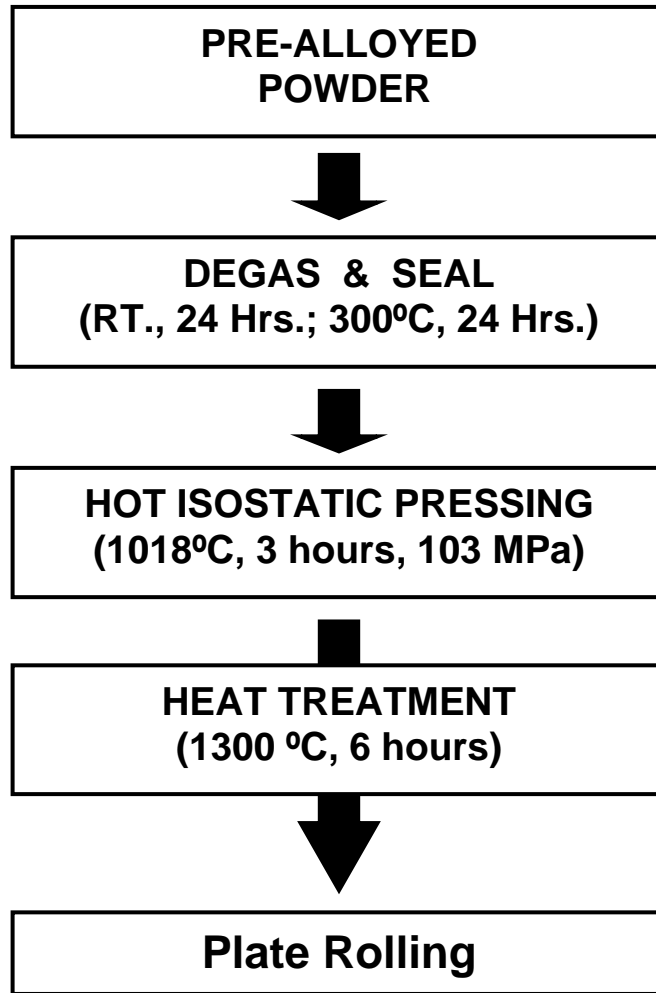 PRE-ALLOYED
POWDER
DEGAS & SEAL
(RT., 24 Hrs.; 300ºC, 24 Hrs.)
HOT ISOSTATIC PRESSING
(1018ºC, 3 hours, 103 MPa)
HEAT TREATMENT
(1300 ºC, 6 hours)
Plate Rolling